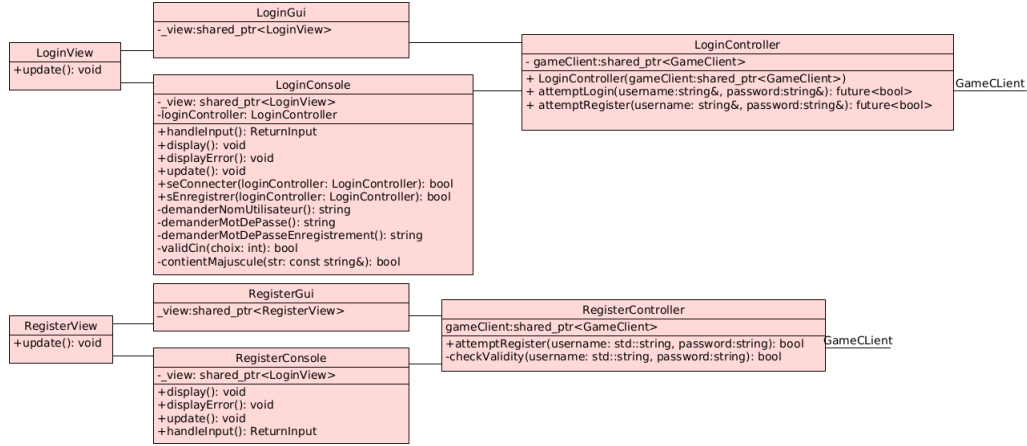 LoginGui
-_view:shared_ptr<LoginView>
LoginView
+update(): void
LoginConsole
-_view: shared_ptr<LoginView>
-loginController: LoginController
+handleInput(): ReturnInput
+display(): void
+displayError(): void
+update(): void
+seConnecter(loginController: LoginController): bool
+sEnregistrer(loginController: LoginController): bool
-demanderNomUtilisateur(): string
-demanderMotDePasse(): string
-demanderMotDePasseEnregistrement(): string
-validCin(choix: int): bool
-contientMajuscule(str: const string&): bool
LoginController
- gameClient:shared_ptr<GameClient>
+ LoginController(gameClient:shared_ptr<GameClient>)
+ attemptLogin(username:string&, password:string&): future<bool>
+ attemptRegister(username: string&, password:string&): future<bool>
GameCLient
RegisterGui
_view:shared_ptr<RegisterView>
RegisterView
+update(): void
RegisterConsole
-_view: shared_ptr<LoginView>
+display(): void
+displayError(): void
+update(): void
+handleInput(): ReturnInput
RegisterController
gameClient:shared_ptr<GameClient>
+attemptRegister(username: std::string, password:string): bool
-checkValidity(username: std::string, password:string): bool
GameCLient